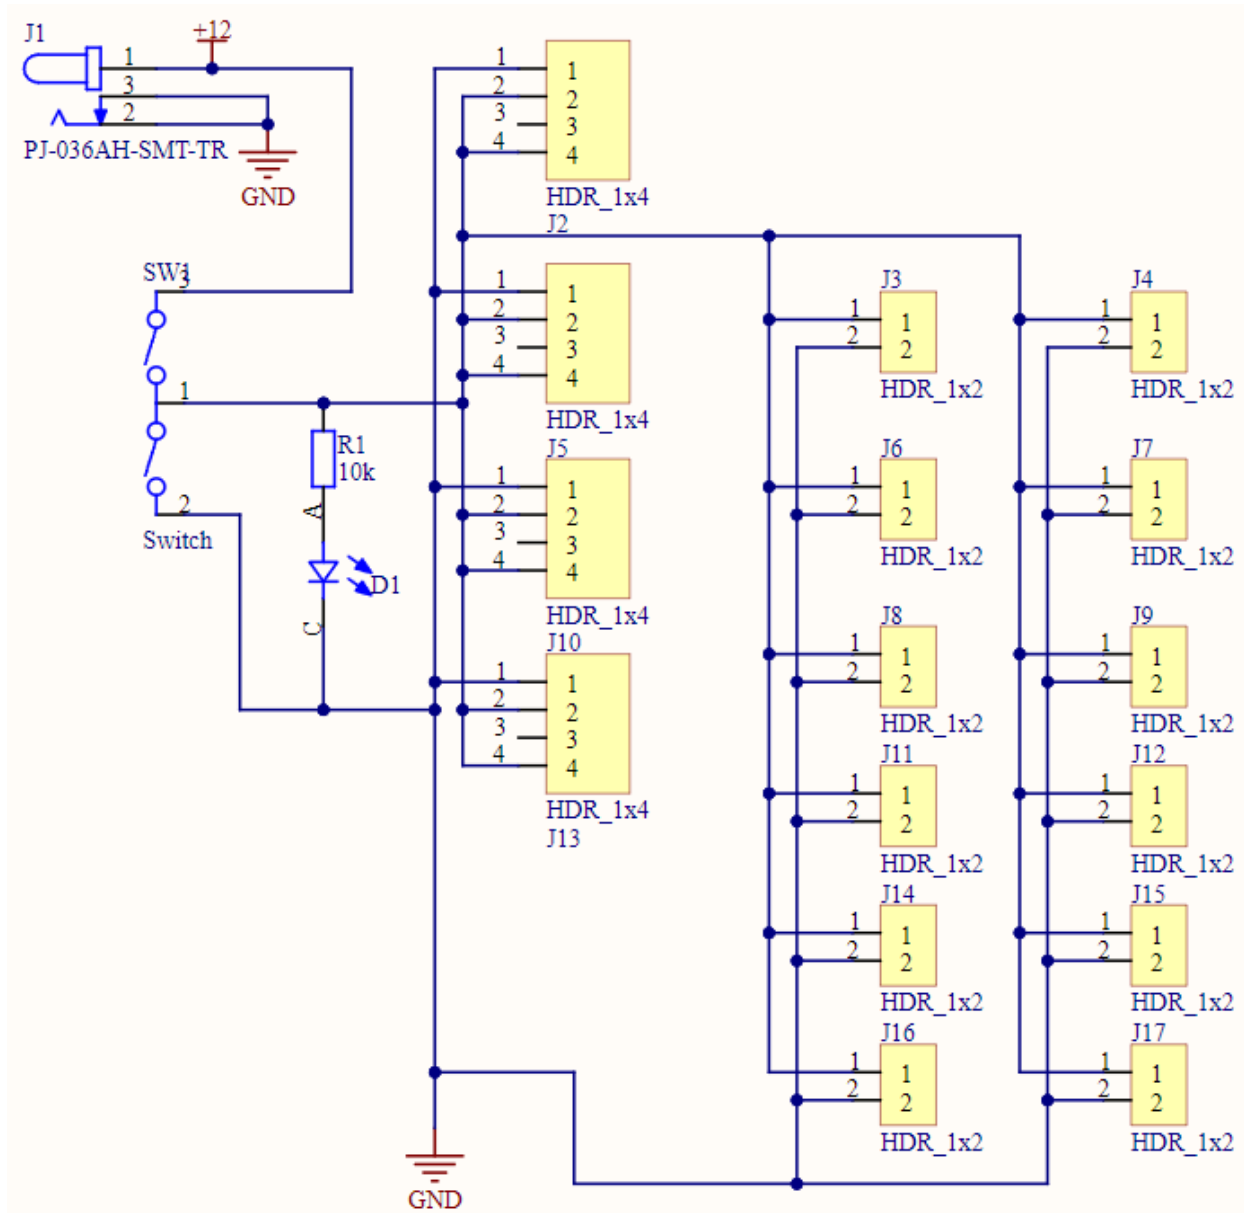 J1
+12
1
3
2
PJ-036AH-SMT-TR
GND
SW1
3
1
2
Switch
R1
10k
A
D1
C
1 1
2 2
3 3
4 4
HDR_1x4
J2
1 1
2 2
3 3
4 4
HDR_1x4
J5
1 1
2 2
3 3
4 4
HDR_1x4
J10
1 1
2 2
3 3
4 4
HDR_1x4
J13
GND
J3
1 1
2 2
HDR_1x2
J4
1 1
2 2
HDR_1x2
J6
1 1
2 2
HDR_1x2
J7
1 1
2 2
HDR_1x2
J8
1 1
2 2
HDR_1x2
J9
1 1
2 2
HDR_1x2
J11
1 1
2 2
HDR_1x2
J12
1 1
2 2
HDR_1x2
J14
1 1
2 2
HDR_1x2
J15
1 1
2 2
HDR_1x2
J16
1 1
2 2
HDR_1x2
J17
1 1
2 2
HDR_1x2